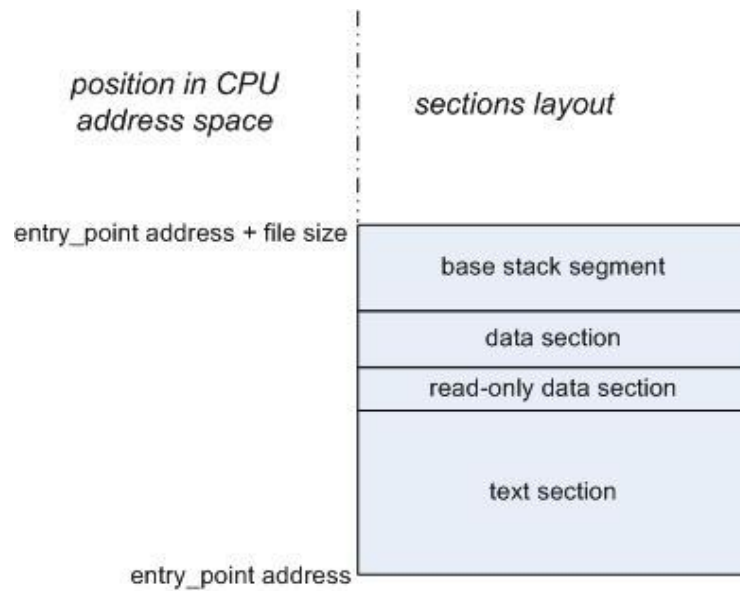 position in CPU
address space
sections layout
entry_point address + file size
base stack segment
data section
read-only data section
text section
entry_point address